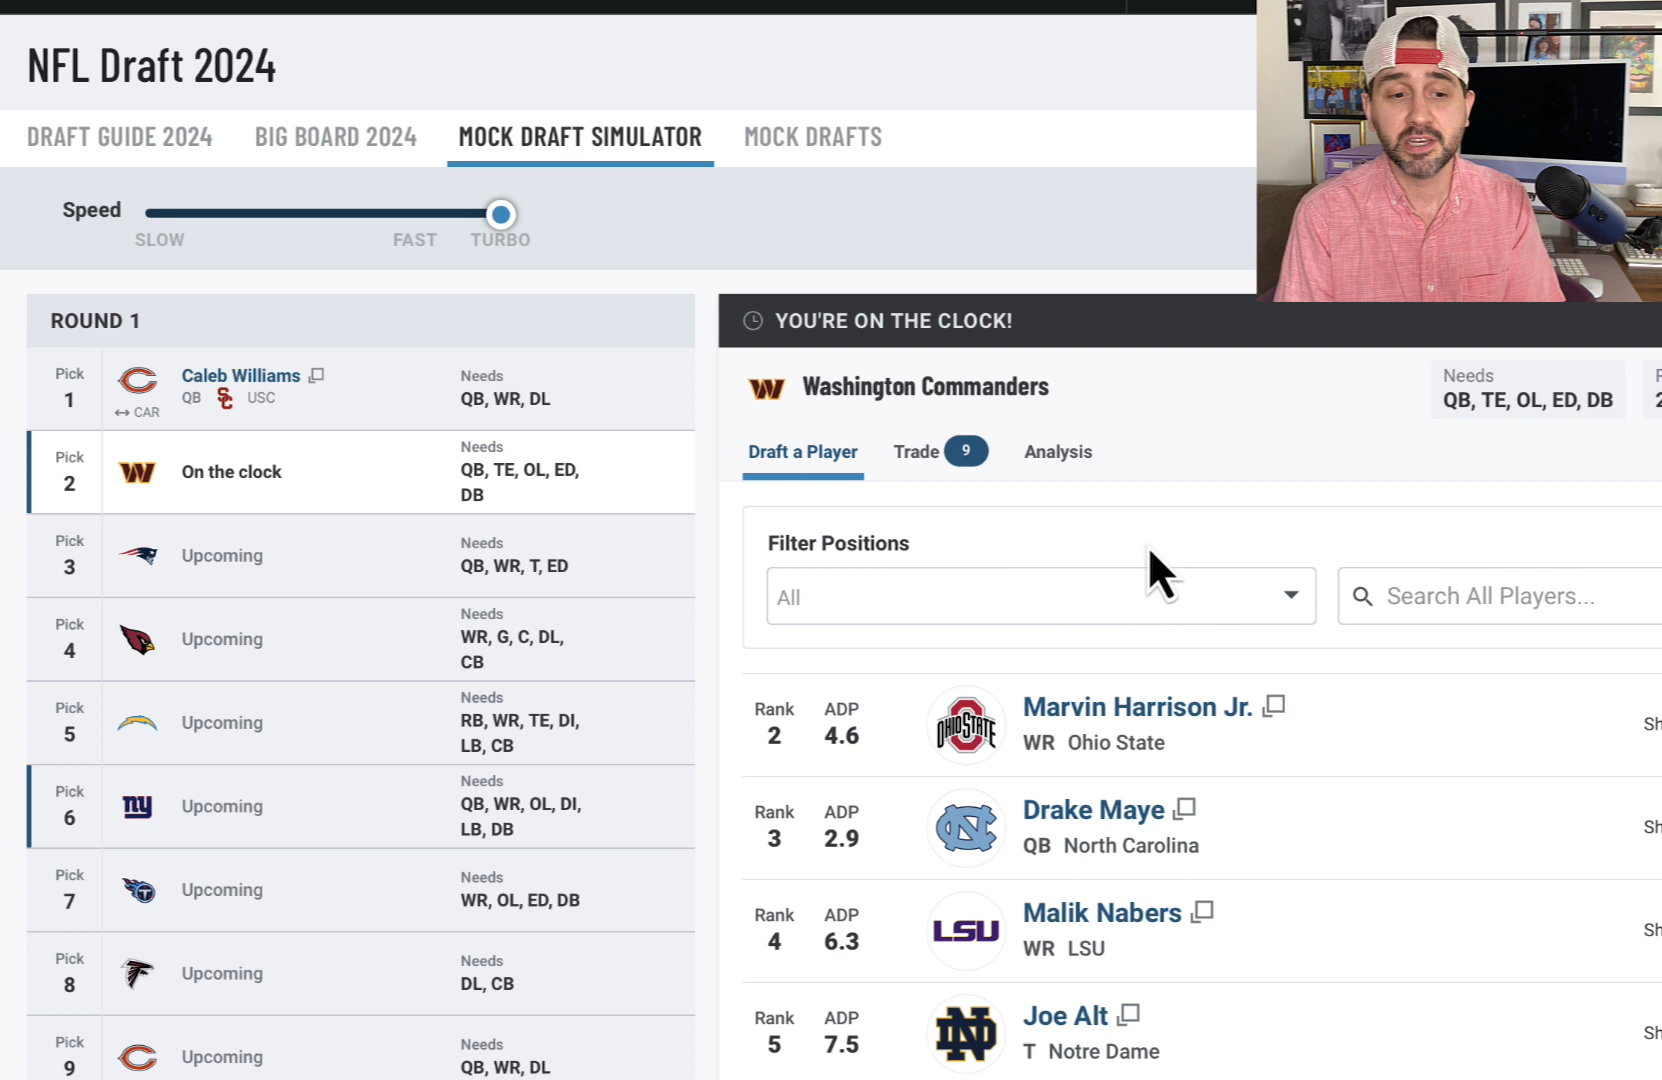 NFL Draft 2024
DRAFT GUIDE 2024
BIG BOARD 2024
MOCK DRAFT SIMULATOR
MOCK DRAFTS
Speed
SLOW
FAST
TURBO
ROUND 1
Pick
1
↔ CAR
Caleb Williams
QB SC USC
Needs
QB, WR, DL
Pick
2
W
On the clock
Needs
QB, TE, OL, ED,
DB
Pick
3
Upcoming
Needs
QB, WR, T, ED
Pick
4
Upcoming
Needs
WR, G, C, DL,
CB
Pick
5
Upcoming
Needs
RB, WR, TE, DI,
LB, CB
Pick
6
ny
Upcoming
Needs
QB, WR, OL, DI,
LB, DB
Pick
7
T
Upcoming
Needs
WR, OL, ED, DB
Pick
8
Upcoming
Needs
DL, CB
Pick
9
Upcoming
Needs
QB, WR, DL
YOU'RE ON THE CLOCK!
W
Washington Commanders
Needs
QB, TE, OL, ED, DB
Draft a Player
Trade 9
Analysis
Filter Positions
All
Search All Players...
Rank
2
ADP
4.6
OHIO STATE
Marvin Harrison Jr.
WR Ohio State
Rank
3
ADP
2.9
NC
Drake Maye
QB North Carolina
Rank
4
ADP
6.3
LSU
Malik Nabers
WR LSU
Rank
5
ADP
7.5
ND
Joe Alt
T Notre Dame